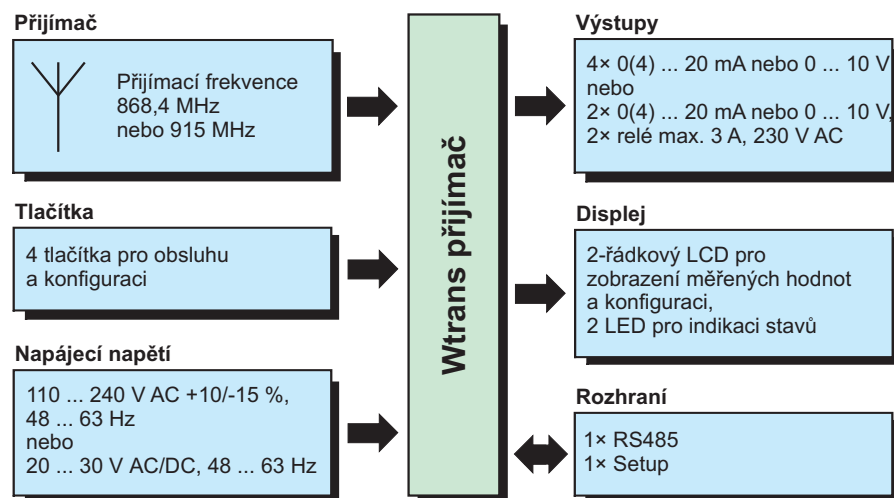 Přijímač
Přijímací frekvence
868,4 MHz
nebo 915 MHz
Tlačítka
4 tlačítka pro obsluhu
a konfiguraci
Napájecí napětí
110 ... 240 V AC +10/-15 %,
48 ... 63 Hz
nebo
20 ... 30 V AC/DC, 48 ... 63 Hz
Wtrans přijímač
Výstupy
4× 0(4) ... 20 mA nebo 0 ... 10 V
nebo
2× 0(4) ... 20 mA nebo 0 ... 10 V,
2× relé max. 3 A, 230 V AC
Displej
2-řádkový LCD pro
zobrazení měřených hodnot
a konfiguraci,
2 LED pro indikaci stavů
Rozhraní
1× RS485
1× Setup